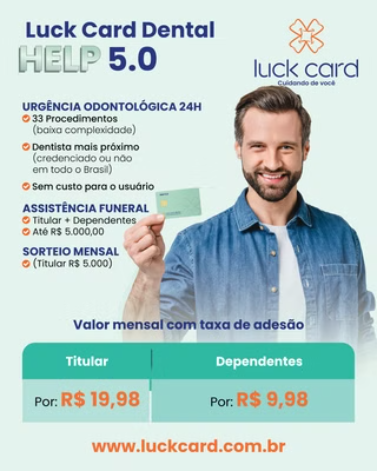 Luck Card Dental
HELP 5.0
luck card
Cuidando de você
URGÊNCIA ODONTOLÓGICA 24H
33 Procedimentos
(baixa complexidade)
Dentista mais próximo
(credenciado ou não
em todo o Brasil)
Sem custo para o usuário
ASSISTÊNCIA FUNERAL
Titular + Dependentes
Até R$ 5.000,00
SORTEIO MENSAL
(Titular R$ 5.000)
Valor mensal com taxa de adesão
Titular
Dependentes
Por: R$ 19,98
Por: R$ 9,98
www.luckcard.com.br